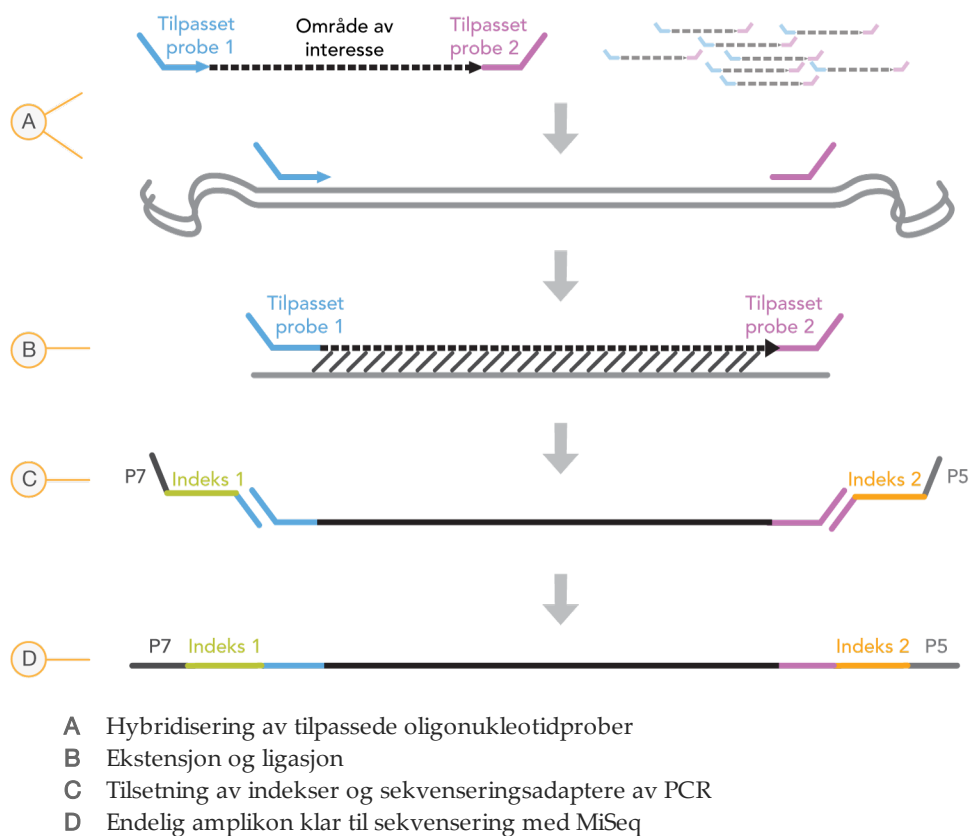 Tilpasset
probe 1
Område av
interesse
Tilpasset
probe 2
A
Tilpasset
probe 1
Tilpasset
probe 2
B
P7
Indeks 1
Indeks 2
P5
C
P7
Indeks 1
Indeks 2
P5
D
A Hybridisering av tilpassede oligonukleotidprober
B Ekstensjon og ligasjon
C Tilsetning av indekser og sekvenseringsadaptere av PCR
D Endelig amplikon klar til sekvensering med MiSeq